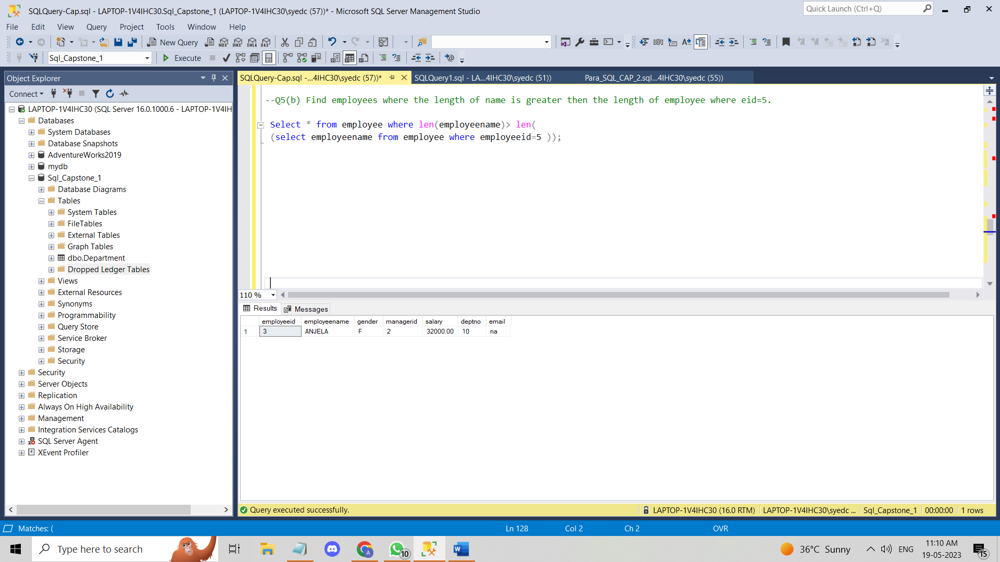 SQLQuery-Cap.sql - LAPTOP-1V4IHC30.Sql_Capstone_1 (LAPTOP-1V4IHC30\syedc (57))* - Microsoft SQL Server Management Studio
Quick Launch (Ctrl+Q)
File Edit View Query Project Tools Window Help
New Query
MDX DMX XMLA DAX
Sql_Capstone_1
Execute
Object Explorer
SQLQuery-Cap.sql -...4IHC30\syedc (57))*
SQLQuery1.sql - LA...4IHC30\syedc (51))
Para_SQL_CAP_2.sql...4IHC30\syedc (55))
Connect
LAPTOP-1V4IHC30 (SQL Server 16.0.1000.6 - LAPTOP-1V4IH
Databases
System Databases
Database Snapshots
AdventureWorks2019
mydb
Sql_Capstone_1
Database Diagrams
Tables
System Tables
FileTables
External Tables
Graph Tables
dbo.Department
Dropped Ledger Tables
Views
External Resources
Synonyms
Programmability
Query Store
Service Broker
Storage
Security
Security
Server Objects
Replication
Always On High Availability
Management
Integration Services Catalogs
SQL Server Agent
XEvent Profiler
--Q5(b) Find employees where the length of name is greater then the length of employee where eid=5.
Select * from employee where len(employeename)> len(
(select employeename from employee where employeeid=5 ));
110 %
Results Messages
employeeid employeename gender managerid salary deptno email
1 3 ANJELA F 2 32000.00 10 na
Query executed successfully.
LAPTOP-1V4IHC30 (16.0 RTM) LAPTOP-1V4IHC30\syedc ... Sql_Capstone_1 00:00:00 1 rows
Matches: (
Ln 128 Col 2 Ch 2 OVR
Type here to search
10
36°C Sunny
ENG
11:10 AM
19-05-2023
15